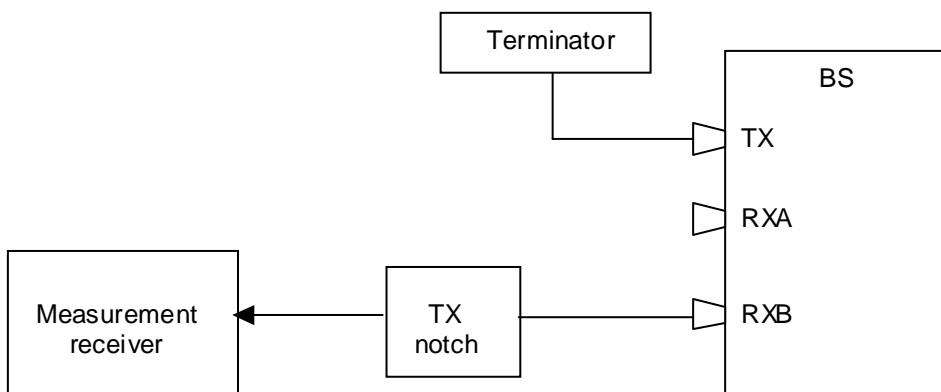 Terminator
BS
TX
RXA
RXB
Measurement
receiver
TX
notch